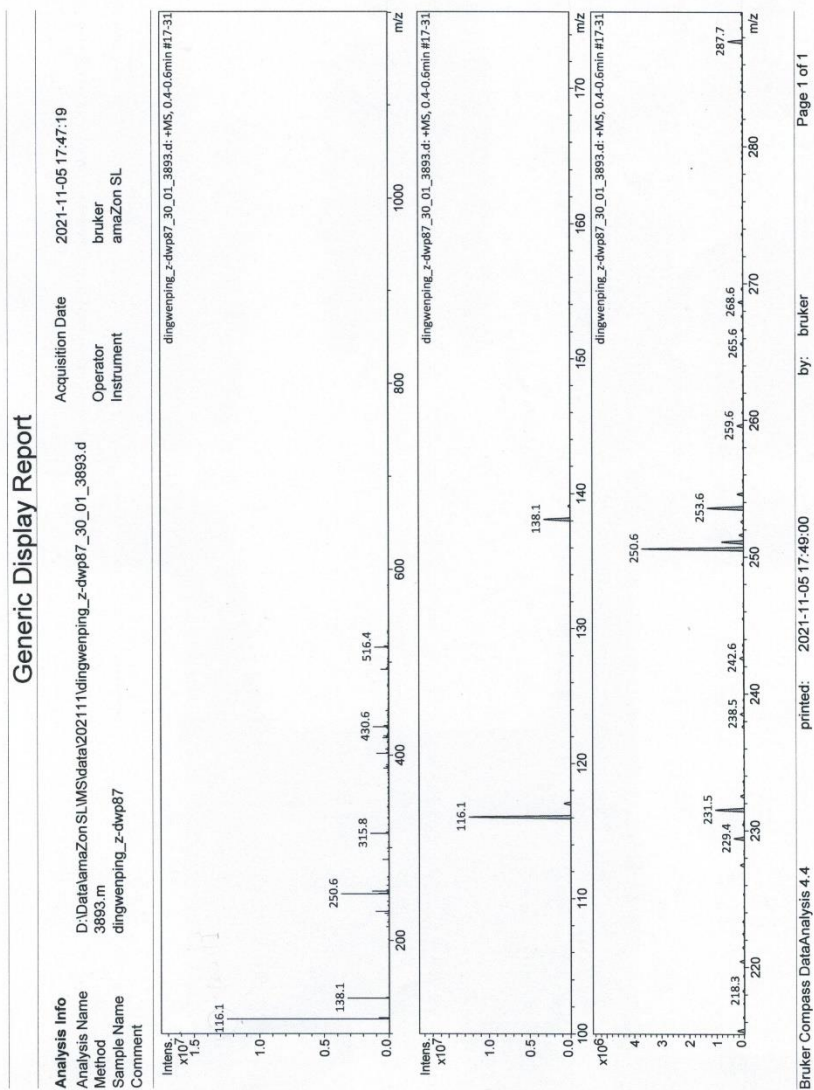 Generic Display Report
Analysis Info
Acquisition Date 2021-11-05 17:47:19
Analysis Name D:\Data\amaZonSL\MS\data\202111\dingwenping_z-dwp87_30_01_3893.d
Method 3893.m
Operator bruker
Sample Name dingwenping_z-dwp87
Instrument amaZon SL
Comment
Intens.
x10⁷
dingwenping_z-dwp87_30_01_3893.d: +MS, 0.4-0.6min #17-31
1.5
1.0
0.5
0.0
116.1
138.1
250.6
315.8
430.6
516.4
200
400
600
800
1000
m/z
Intens.
x10⁷
dingwenping_z-dwp87_30_01_3893.d: +MS, 0.4-0.6min #17-31
1.5
1.0
0.5
0.0
116.1
138.1
100
110
120
130
140
150
160
170
m/z
x10⁶
dingwenping_z-dwp87_30_01_3893.d: +MS, 0.4-0.6min #17-31
4
3
2
1
0
218.3
229.4
231.5
238.5
242.6
250.6
253.6
259.6
265.6
268.6
287.7
220
230
240
250
260
270
280
m/z
Bruker Compass DataAnalysis 4.4
printed: 2021-11-05 17:49:00
by: bruker
Page 1 of 1